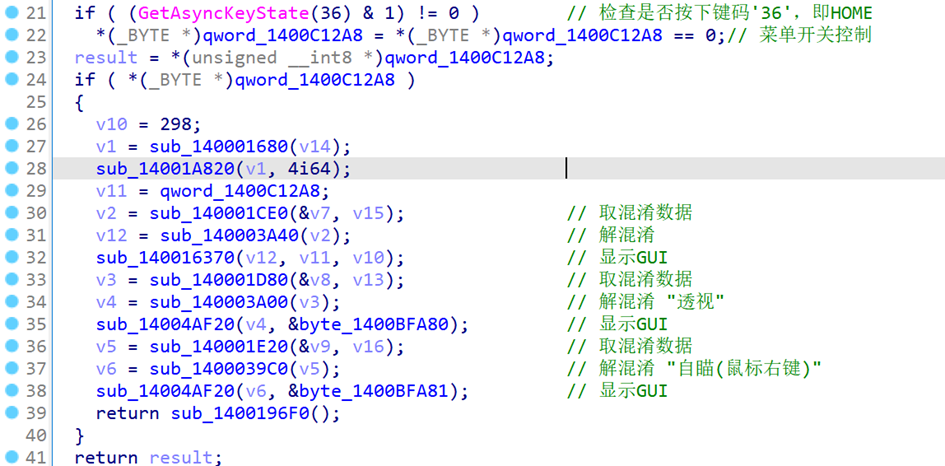 21 if ( (GetAsyncKeyState(36) & 1) != 0 ) // 检查是否按下键码'36'，即HOME
22 *(_BYTE *)qword_1400C12A8 = *(_BYTE *)qword_1400C12A8 == 0;// 菜单开关控制
23 result = *(unsigned __int8 *)qword_1400C12A8;
24 if ( *(_BYTE *)qword_1400C12A8 )
25 {
26 v10 = 298;
27 v1 = sub_140001680(v14);
28 sub_14001A820(v1, 4i64);
29 v11 = qword_1400C12A8;
30 v2 = sub_140001CE0(&v7, v15); // 取混淆数据
31 v12 = sub_140003A40(v2); // 解混淆
32 sub_140016370(v12, v11, v10); // 显示GUI
33 v3 = sub_140001D80(&v8, v13); // 取混淆数据
34 v4 = sub_140003A00(v3); // 解混淆 "透视"
35 sub_14004AF20(v4, &byte_1400BFA80); // 显示GUI
36 v5 = sub_140001E20(&v9, v16); // 取混淆数据
37 v6 = sub_1400039C0(v5); // 解混淆 "自瞄(鼠标右键)"
38 sub_14004AF20(v6, &byte_1400BFA81); // 显示GUI
39 return sub_1400196F0();
40 }
41 return result;